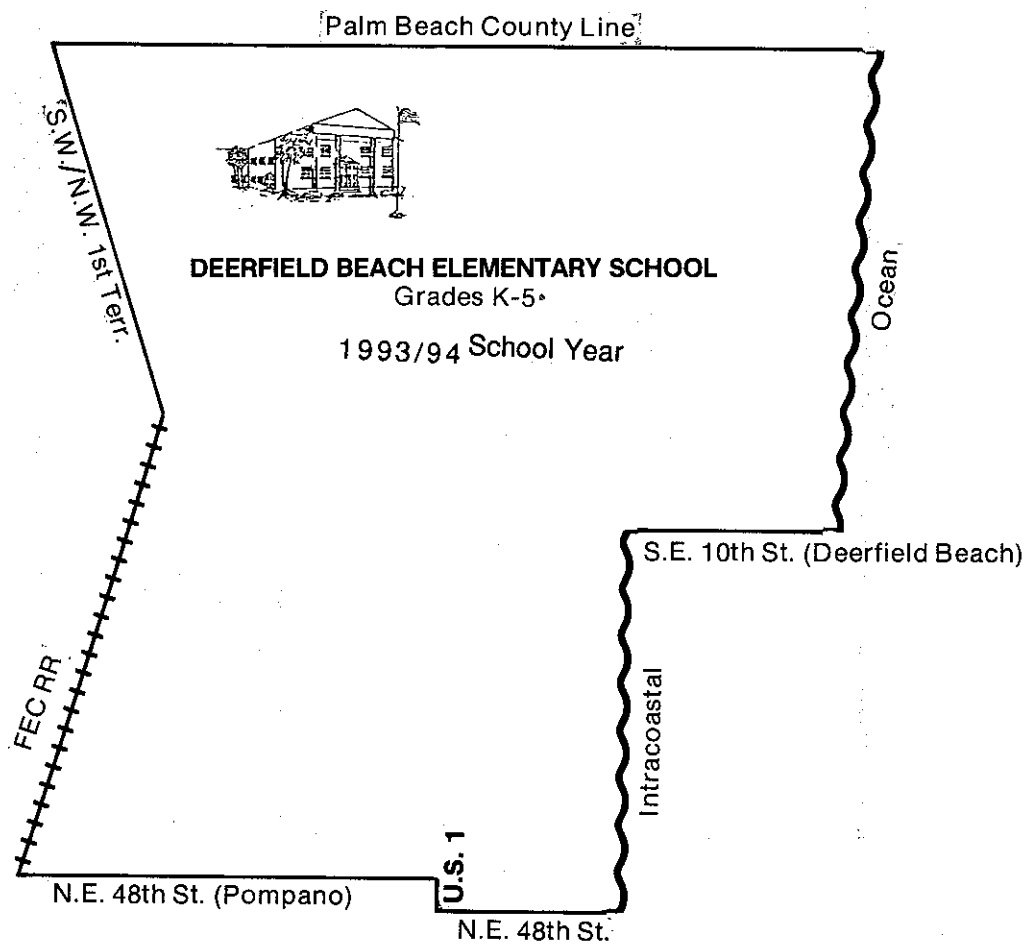 Palm Beach County Line
S.W./N.W. 1st Terr.
DEERFIELD BEACH ELEMENTARY SCHOOL
Grades K-5
1993/94 School Year
Ocean
S.E. 10th St. (Deerfield Beach)
FEC RR
Intracoastal
U.S. 1
N.E. 48th St. (Pompano)
N.E. 48th St.